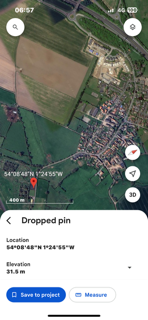 06:57
4G
54°08'48"N 1°24'55"W
3D
400 m
Dropped pin
Location
54°08'48"N 1°24'55"W
Elevation
31.5 m
Save to project
Measure